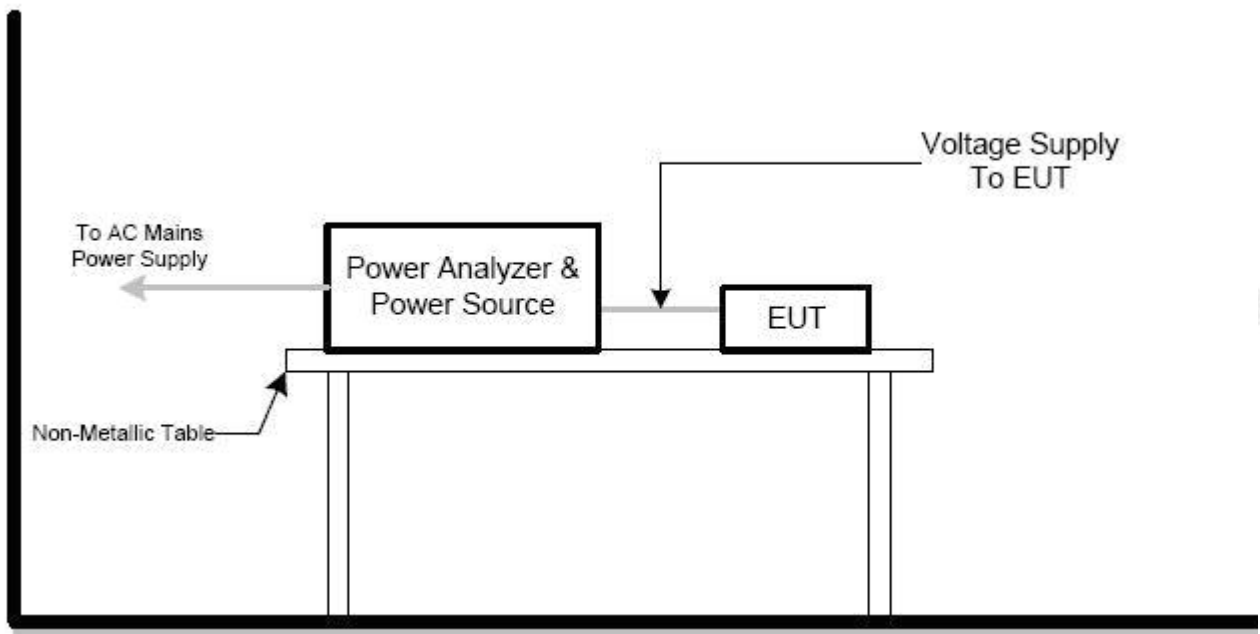 Voltage Supply
To EUT
To AC Mains
Power Supply
Power Analyzer &
Power Source
EUT
Non-Metallic Table